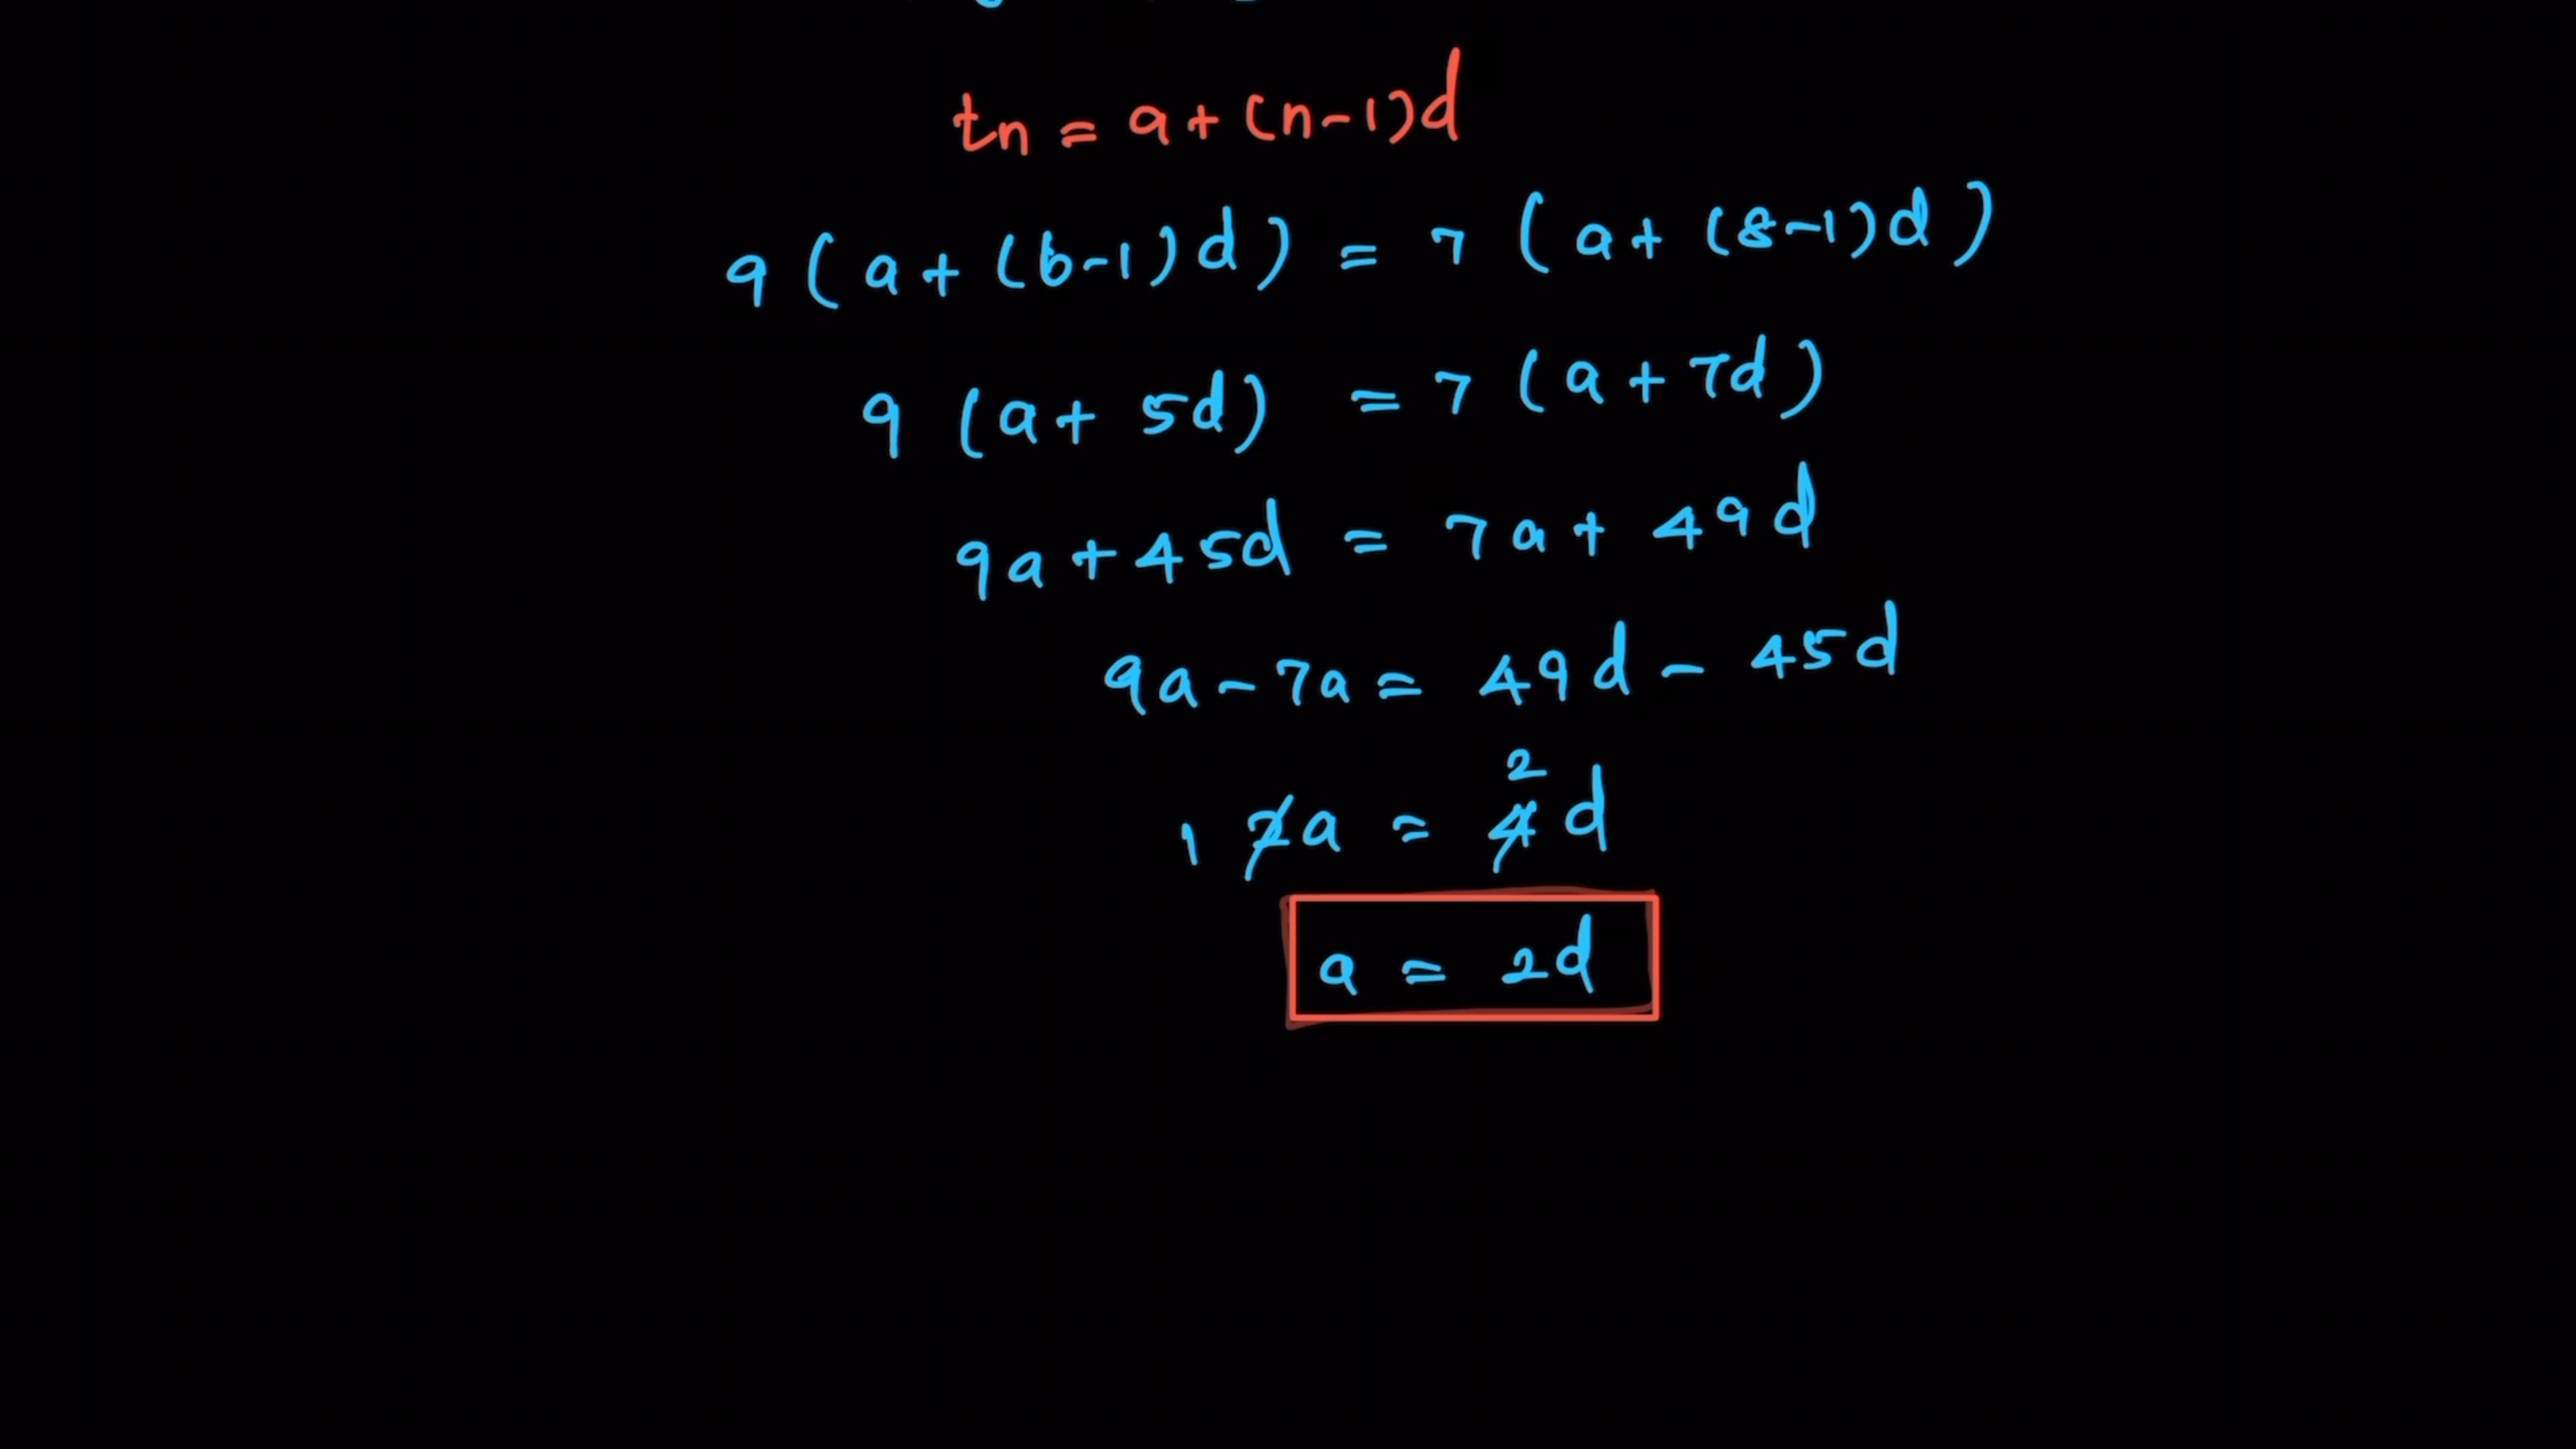 tn = a + (n-1)d
9 (a + (6-1)d) = 7 (a + (8-1)d)
9 (a + 5d) = 7 (a + 7d)
9a + 45d = 7a + 49d
9a - 7a = 49d - 45d
2
1 2a = 4d
a = 2d